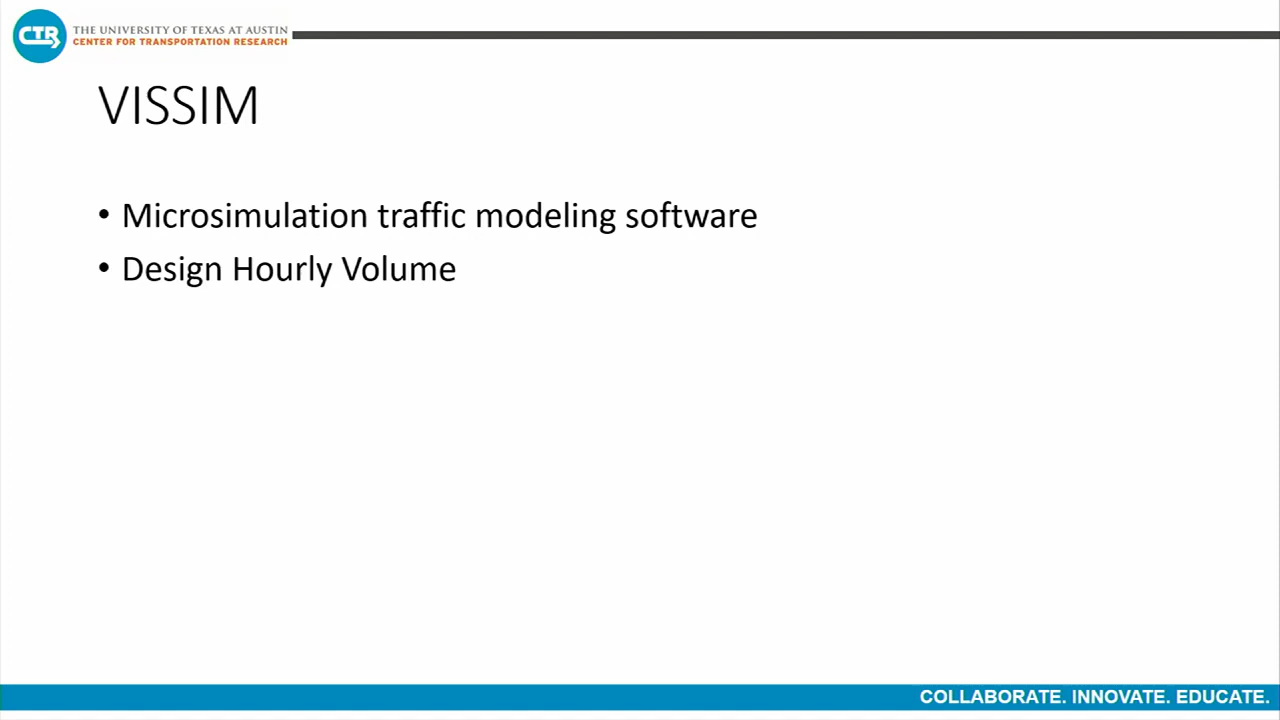 CTR
THE UNIVERSITY OF TEXAS AT AUSTIN
CENTER FOR TRANSPORTATION RESEARCH
VISSIM
• Microsimulation traffic modeling software
• Design Hourly Volume
COLLABORATE. INNOVATE. EDUCATE.